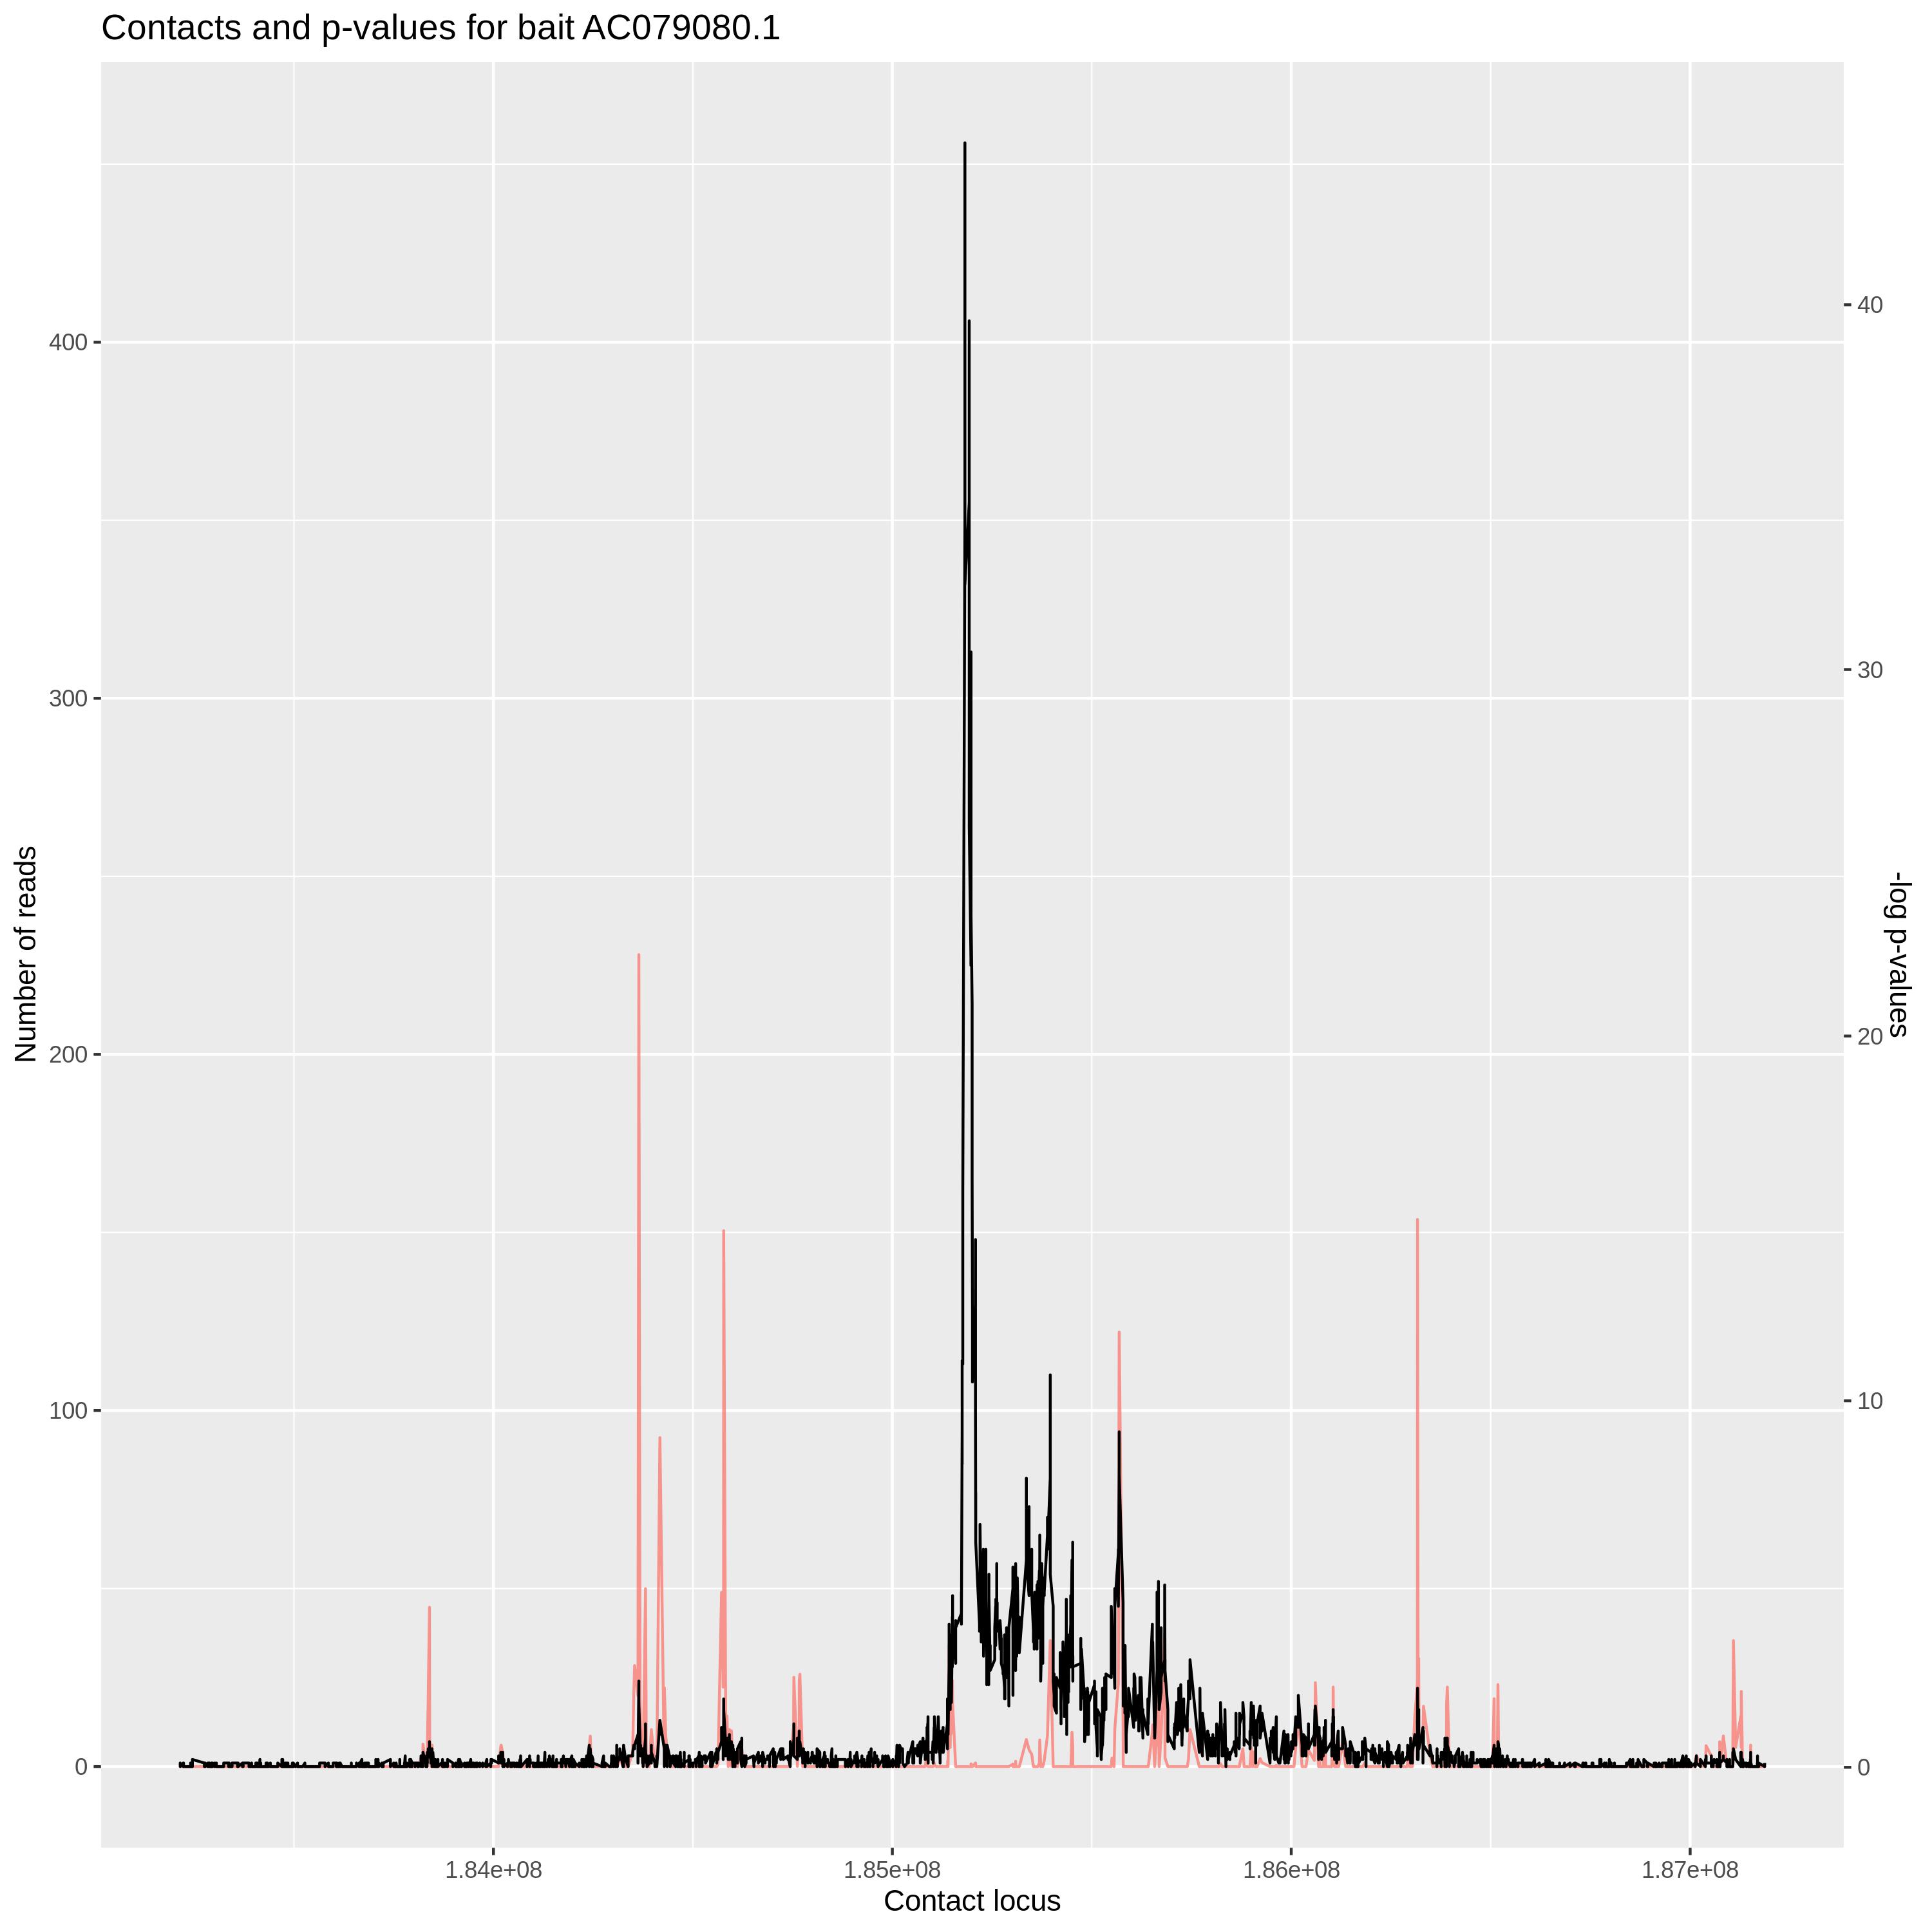 Contacts and p-values for bait AC079080.1
400
300
200
100
0
Number of reads
40
30
20
10
0
-log p-values
1.84e+08
1.85e+08
1.86e+08
1.87e+08
Contact locus